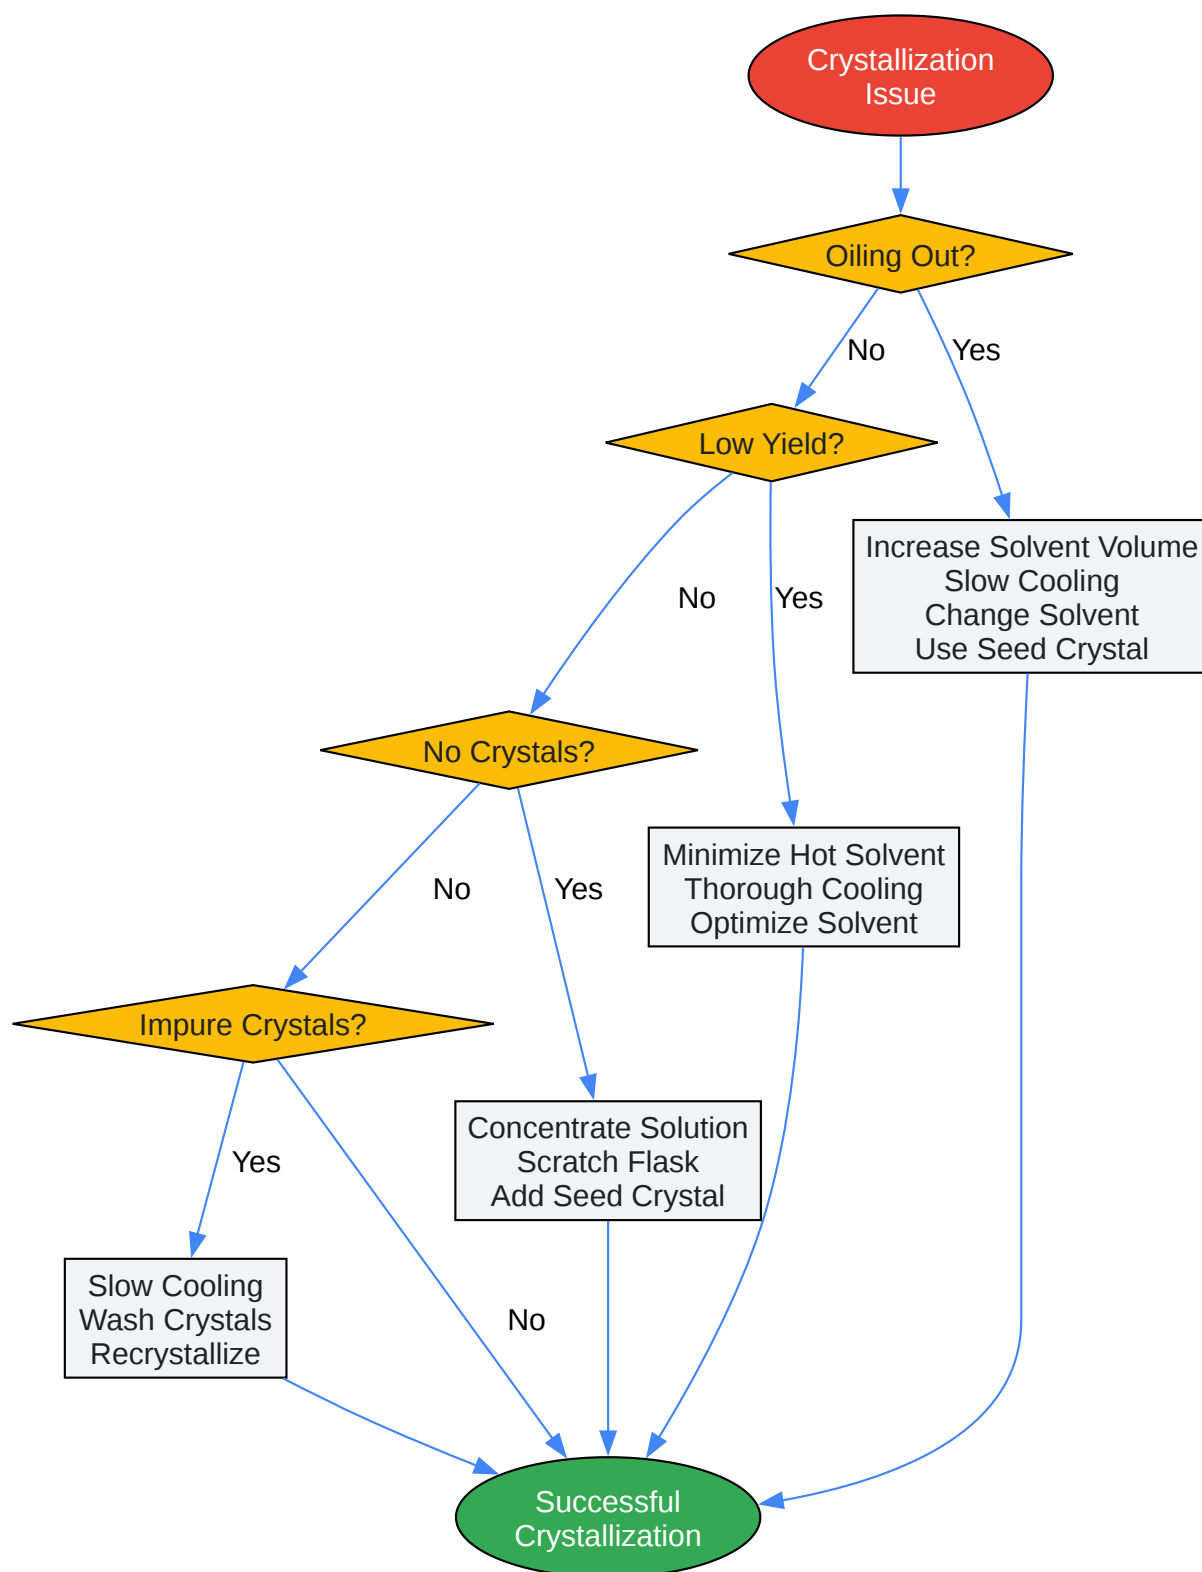 Crystallization
Issue
Oiling Out?
No
Yes
Low Yield?
No
Yes
Increase Solvent Volume
Slow Cooling
Change Solvent
Use Seed Crystal
No Crystals?
No
Yes
Minimize Hot Solvent
Thorough Cooling
Optimize Solvent
Impure Crystals?
Yes
No
Concentrate Solution
Scratch Flask
Add Seed Crystal
Slow Cooling
Wash Crystals
Recrystallize
Successful
Crystallization